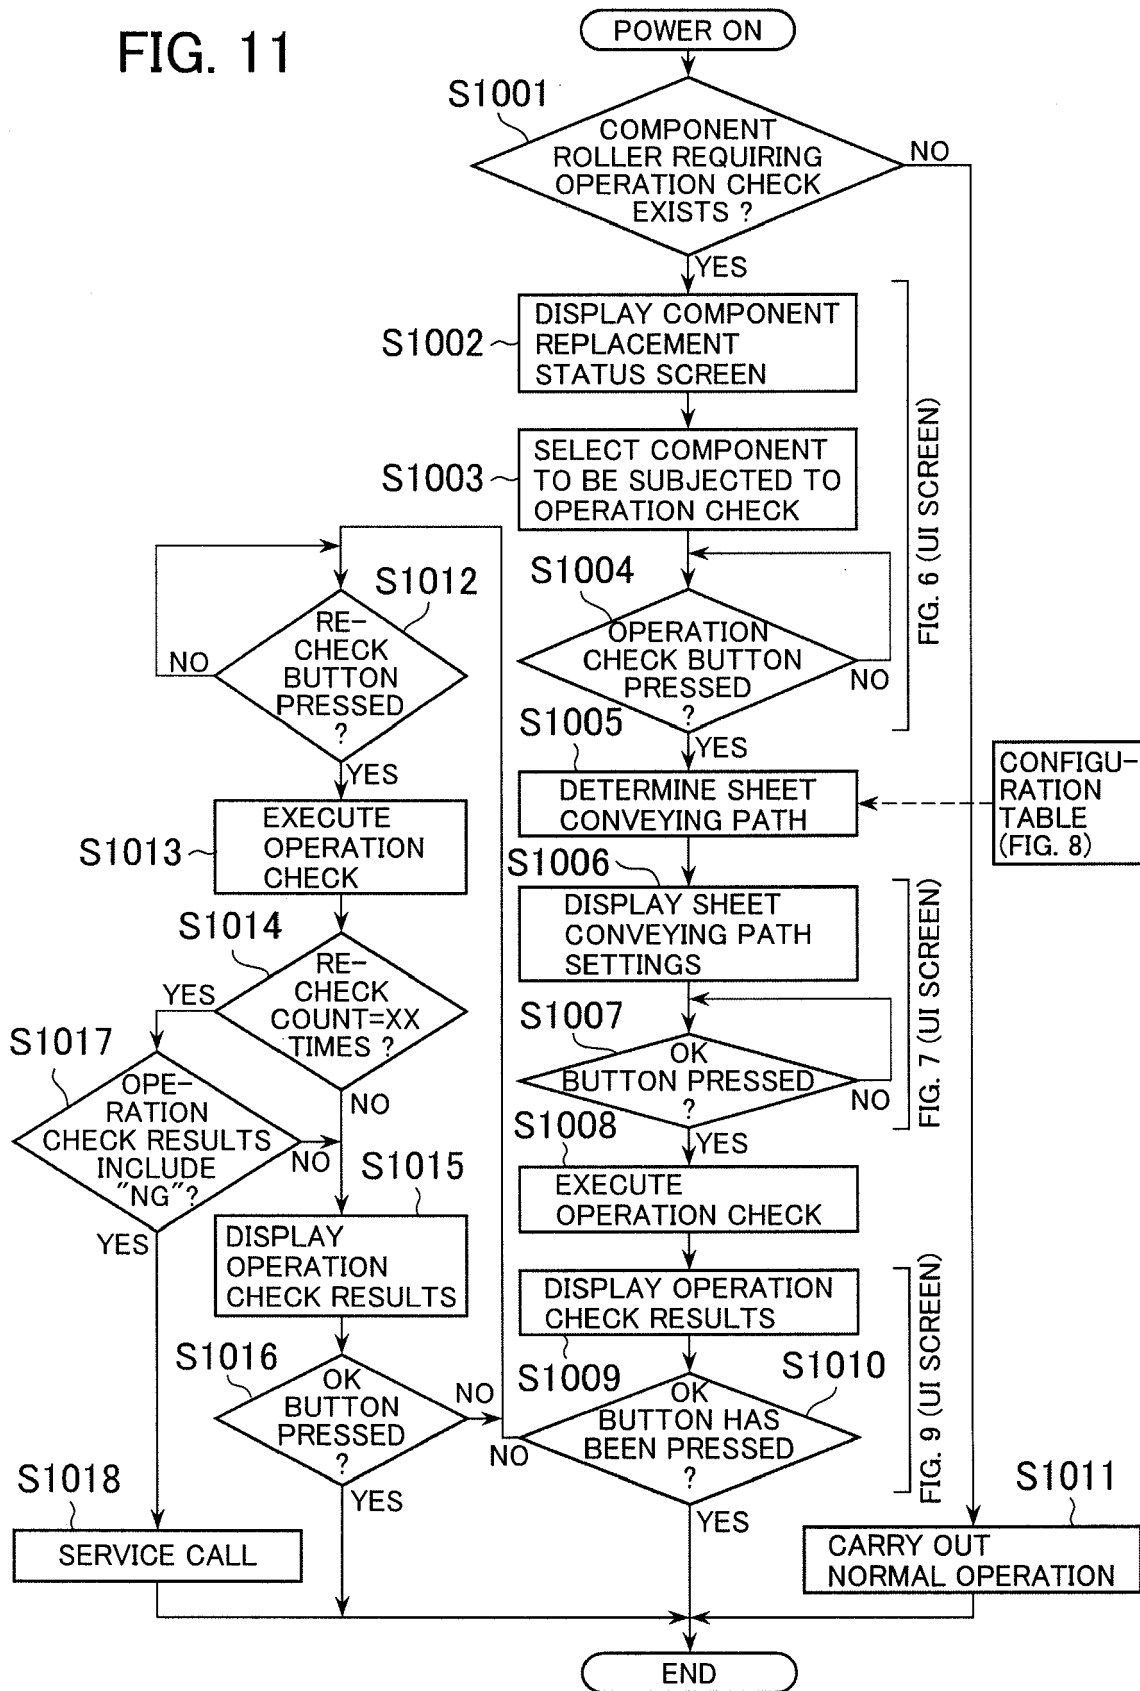 FIG. 11
POWER ON
S1001
COMPONENT
ROLLER REQUIRING
OPERATION CHECK
EXISTS ?
NO
YES
S1002
DISPLAY COMPONENT
REPLACEMENT
STATUS SCREEN
S1003
SELECT COMPONENT
TO BE SUBJECTED TO
OPERATION CHECK
S1004
OPERATION
CHECK BUTTON
PRESSED
?
NO
YES
FIG. 6 (UI SCREEN)
S1005
DETERMINE SHEET
CONVEYING PATH
CONFIGU-
RATION
TABLE
(FIG. 8)
S1006
DISPLAY SHEET
CONVEYING PATH
SETTINGS
S1007
OK
BUTTON PRESSED
?
NO
YES
FIG. 7 (UI SCREEN)
S1008
EXECUTE
OPERATION CHECK
DISPLAY OPERATION
CHECK RESULTS
S1009
S1010
OK
BUTTON HAS
BEEN PRESSED
?
NO
YES
FIG. 9 (UI SCREEN)
S1011
CARRY OUT
NORMAL OPERATION
S1012
RE-
CHECK
BUTTON
PRESSED
?
NO
YES
S1013
EXECUTE
OPERATION
CHECK
S1014
RE-
CHECK
COUNT=XX
TIMES ?
YES
NO
S1017
OPE-
RATION
CHECK RESULTS
INCLUDE
"NG"?
NO
YES
S1015
DISPLAY
OPERATION
CHECK RESULTS
S1016
OK
BUTTON
PRESSED
?
NO
YES
S1018
SERVICE CALL
END